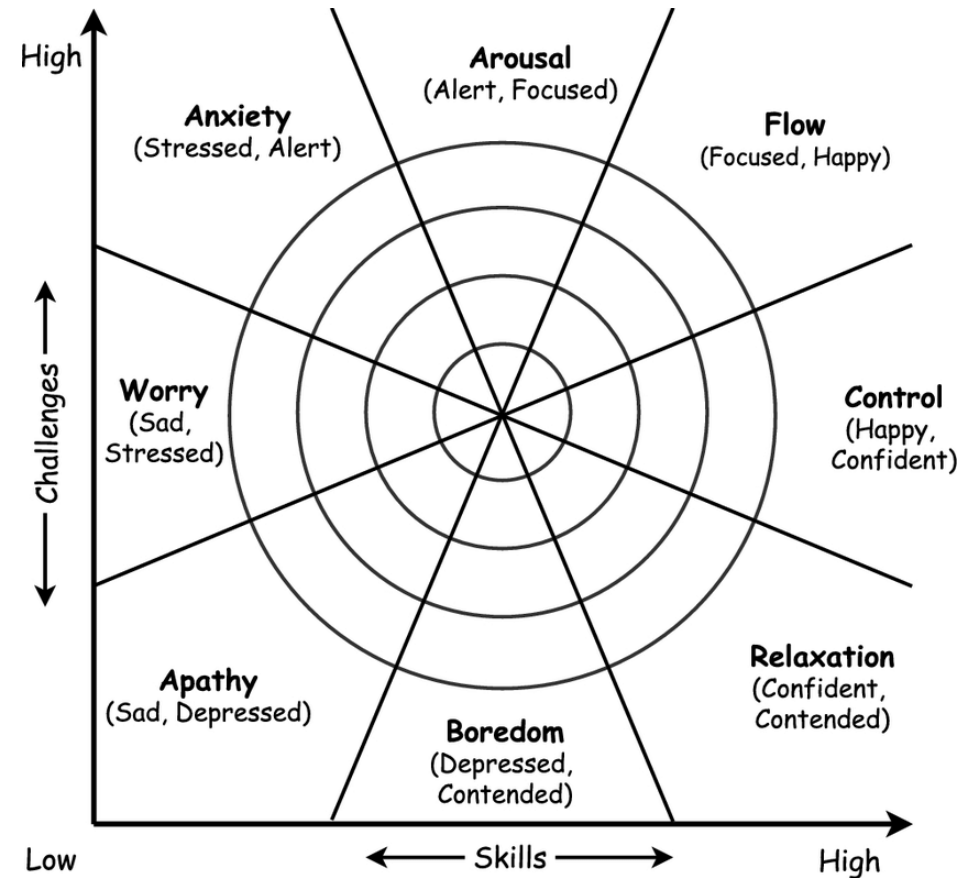 High
Arousal
(Alert, Focused)
Anxiety
(Stressed, Alert)
Flow
(Focused, Happy)
Challenges
Worry
(Sad,
Stressed)
Control
(Happy,
Confident)
Apathy
(Sad, Depressed)
Relaxation
(Confident,
Contended)
Boredom
(Depressed,
Contended)
Low
Skills
High